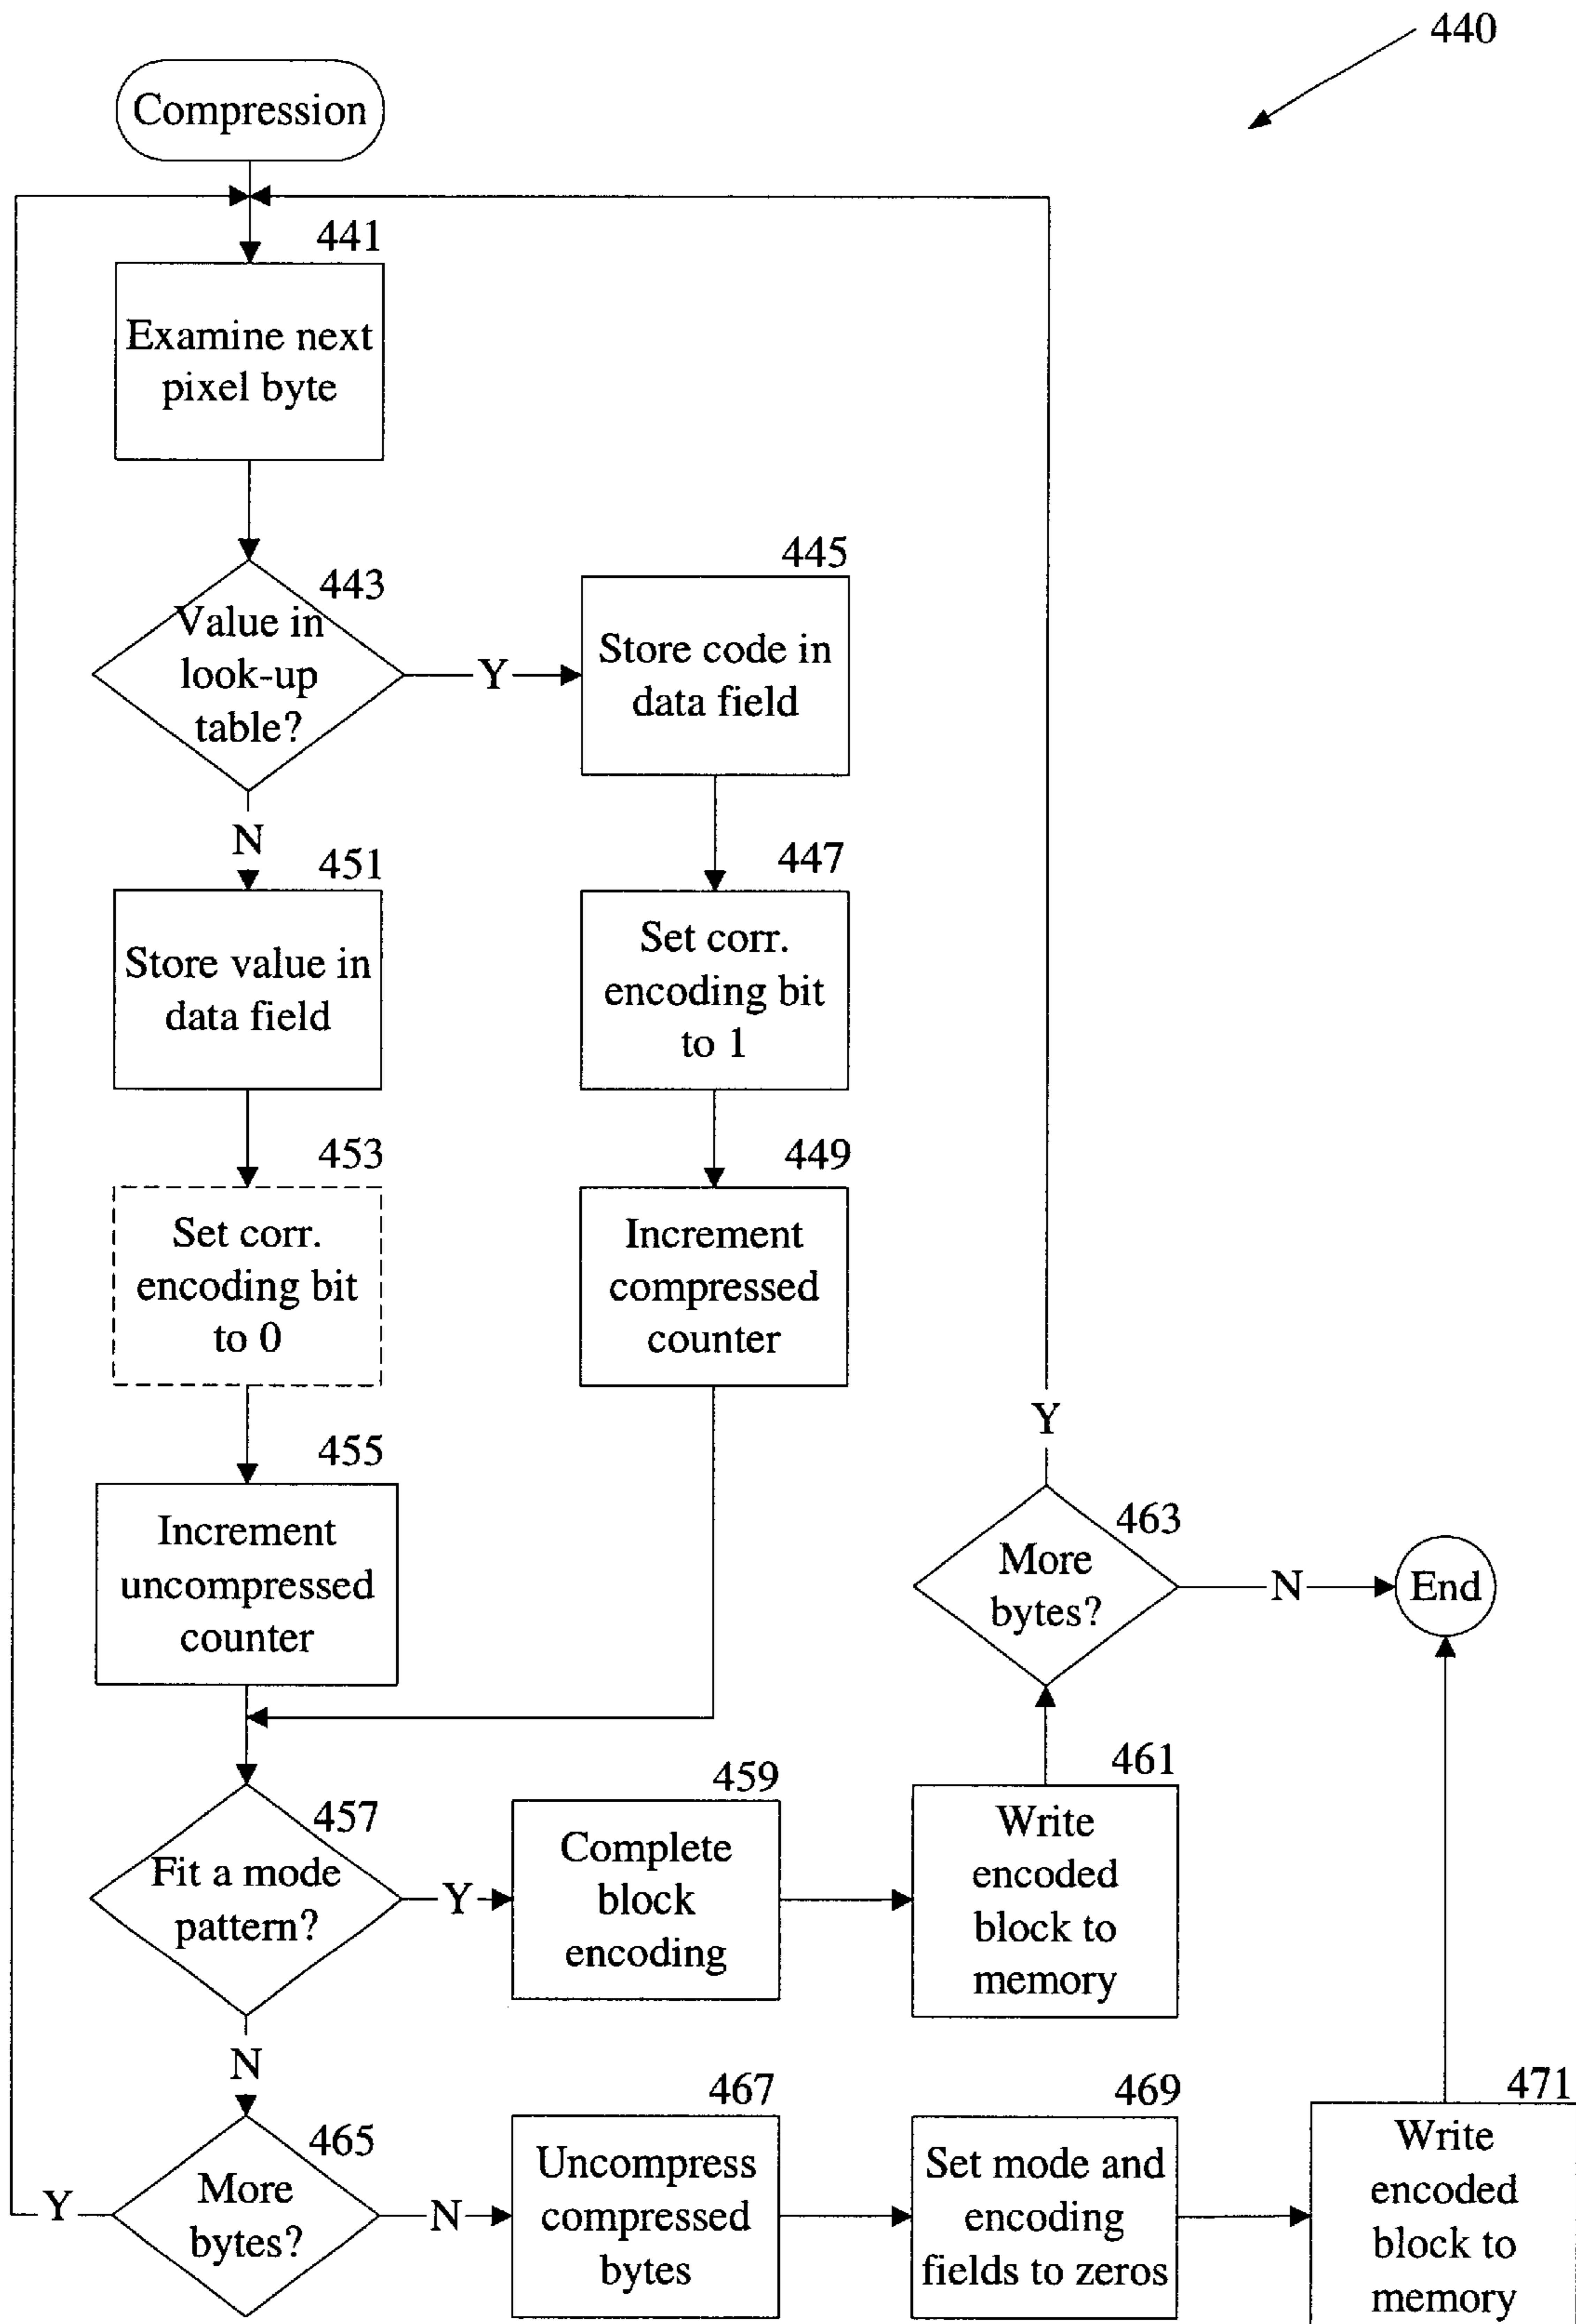 440
Compression
441
Examine next
pixel byte
443
Value in
look-up
table?
Y
445
Store code in
data field
N
451
Store value in
data field
447
Set corr.
encoding bit
to 1
453
Set corr.
encoding bit
to 0
449
Increment
compressed
counter
455
Increment
uncompressed
counter
Y
463
More
bytes?
N
End
457
Fit a mode
pattern?
Y
459
Complete
block
encoding
461
Write
encoded
block to
memory
N
465
More
bytes?
Y
N
467
Uncompress
compressed
bytes
469
Set mode and
encoding
fields to zeros
471
Write
encoded
block to
memory